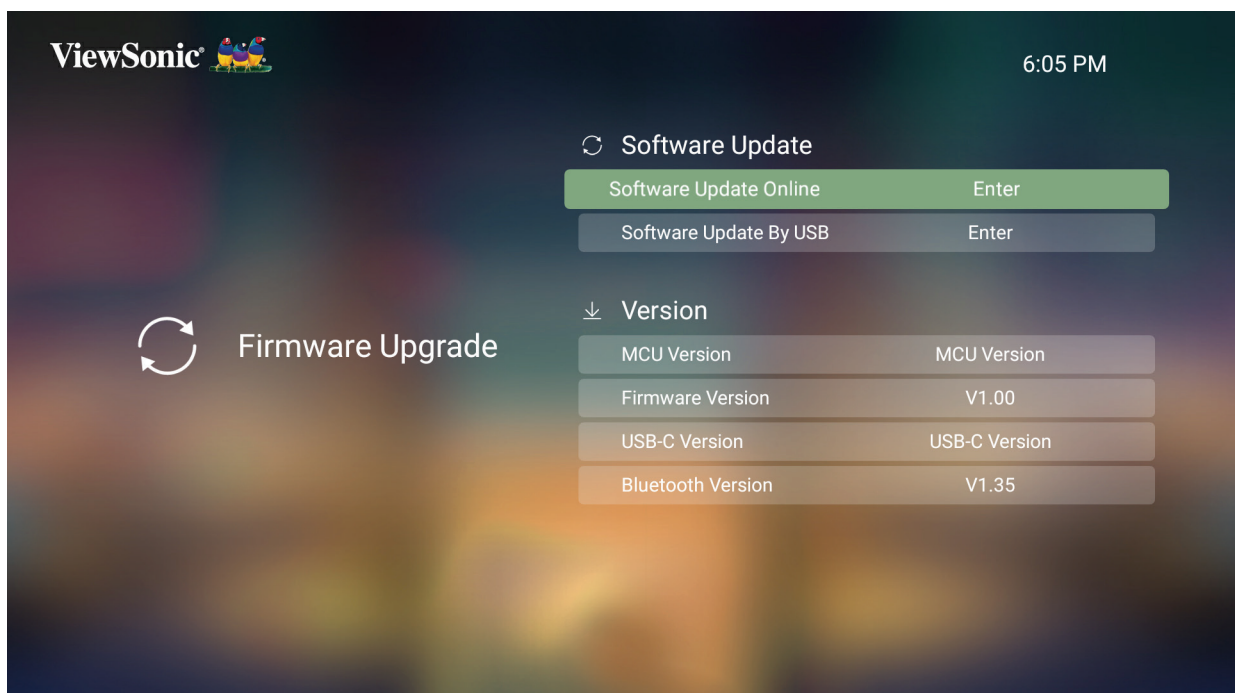 ViewSonic®
6:05 PM
Software Update
Software Update Online Enter
Software Update By USB Enter
Firmware Upgrade
Version
MCU Version MCU Version
Firmware Version V1.00
USB-C Version USB-C Version
Bluetooth Version V1.35